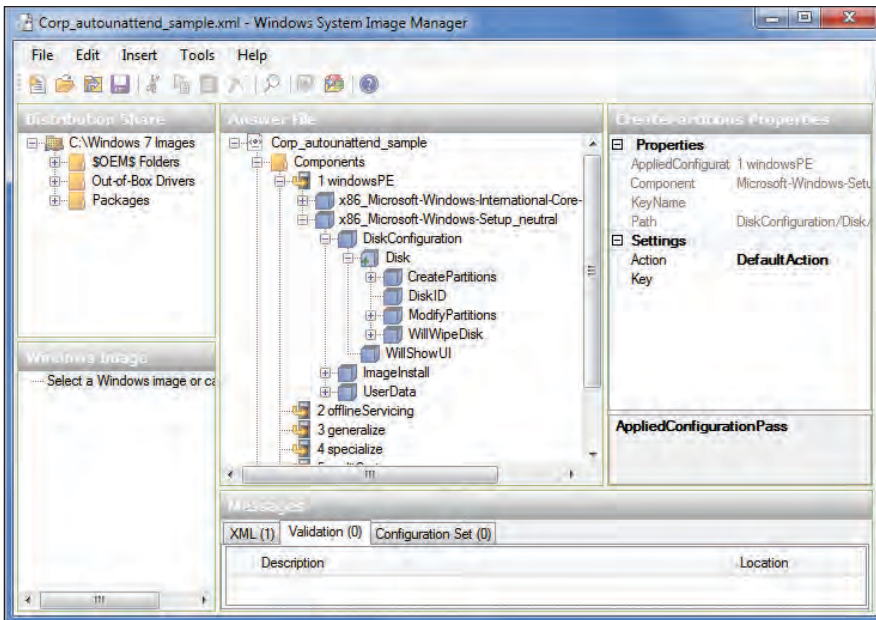 Corp_autounattend_sample.xml - Windows System Image Manager
File Edit Insert Tools Help
Distribution Share
C:\Windows 7 Images
$OEM$ Folders
Out-of-Box Drivers
Packages
Windows Image
Select a Windows image or ca
Answer File
Corp_autounattend_sample
Components
1 windowsPE
x86_Microsoft-Windows-International-Core-
x86_Microsoft-Windows-Setup_neutral
DiskConfiguration
Disk
CreatePartitions
DiskID
ModifyPartitions
WillWipeDisk
WillShowUI
ImageInstall
UserData
2 offlineServicing
3 generalize
4 specialize
CreatePartitions Properties
Properties
AppliedConfigurat 1 windowsPE
Component Microsoft-Windows-Setu
KeyName
Path DiskConfiguration/Disk/
Settings
Action DefaultAction
Key
AppliedConfigurationPass
Messages
XML (1) Validation (0) Configuration Set (0)
Description Location